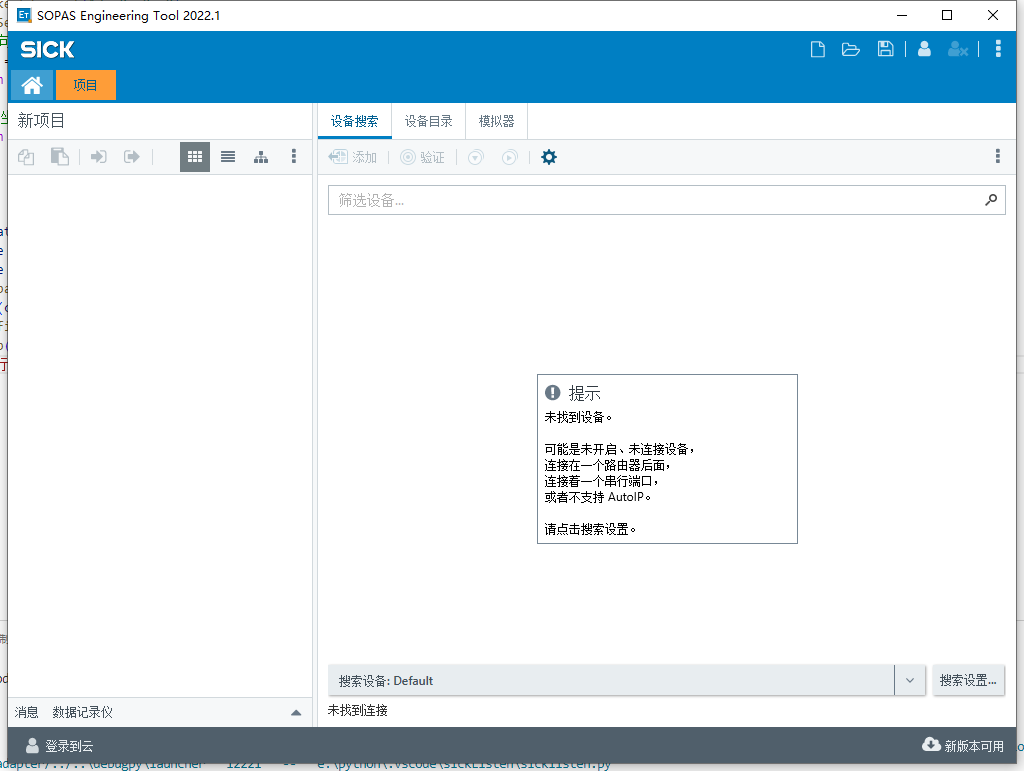 SOPAS Engineering Tool 2022.1
SICK
项目
新项目
设备搜索 设备目录 模拟器
添加 验证
筛选设备...
提示
未找到设备。
可能是未开启、未连接设备，
连接在一个路由器后面，
连接着一个串行端口，
或者不支持 AutoIP。
请点击搜索设置。
搜索设备: Default
搜索设置...
消息 数据记录仪
未找到连接
登录到云
新版本可用